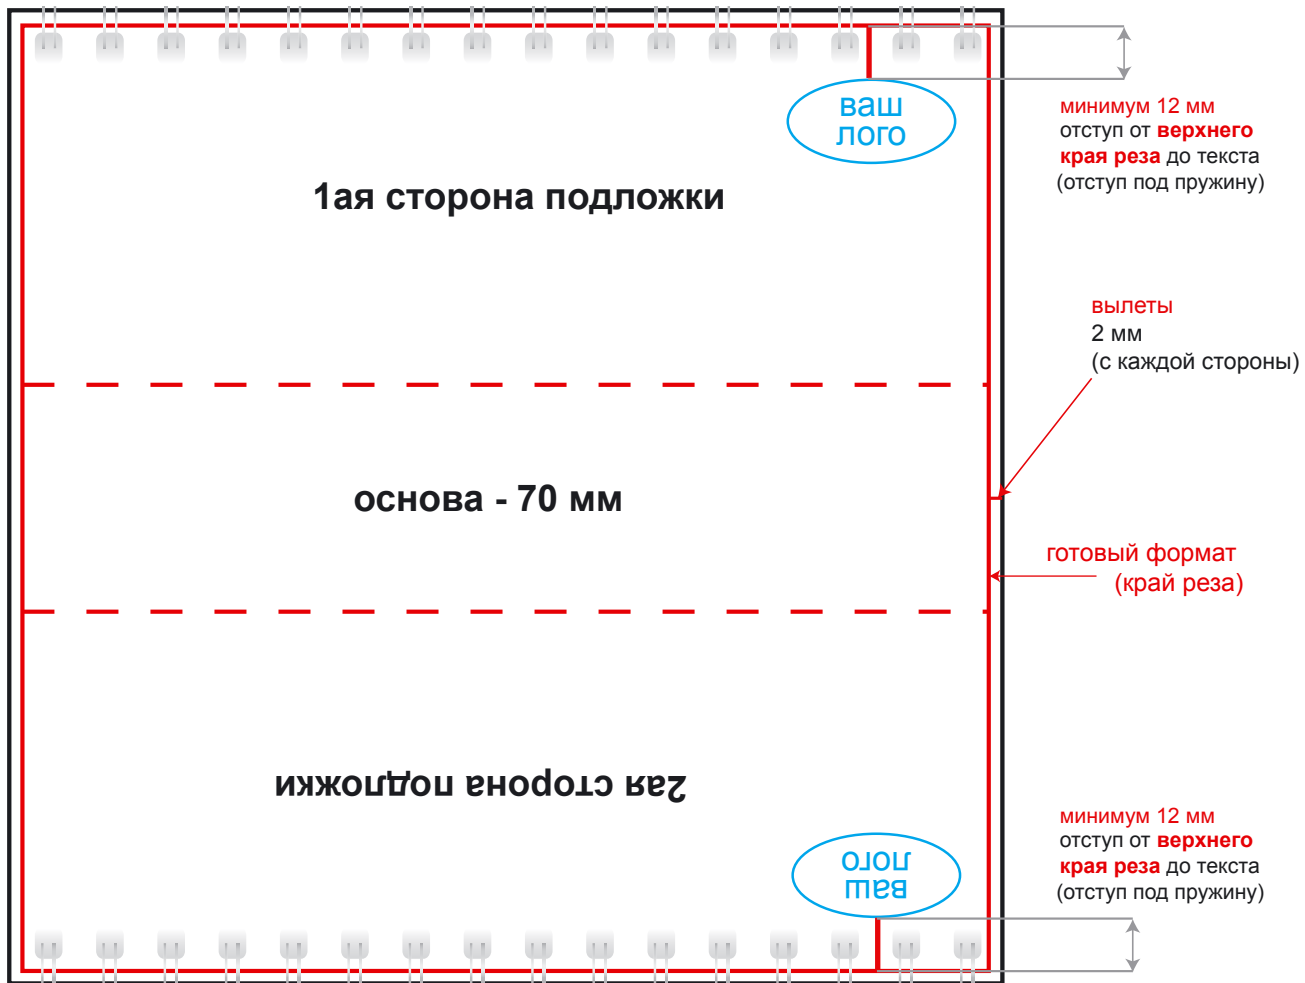 ваш
лого
1ая сторона подложки
минимум 12 мм
отступ от верхнего
края реза до текста
(отступ под пружину)
вылеты
2 мм
(с каждой стороны)
основа - 70 мм
готовый формат
(край реза)
2ая сторона подложки
ваш
лого
минимум 12 мм
отступ от верхнего
края реза до текста
(отступ под пружину)